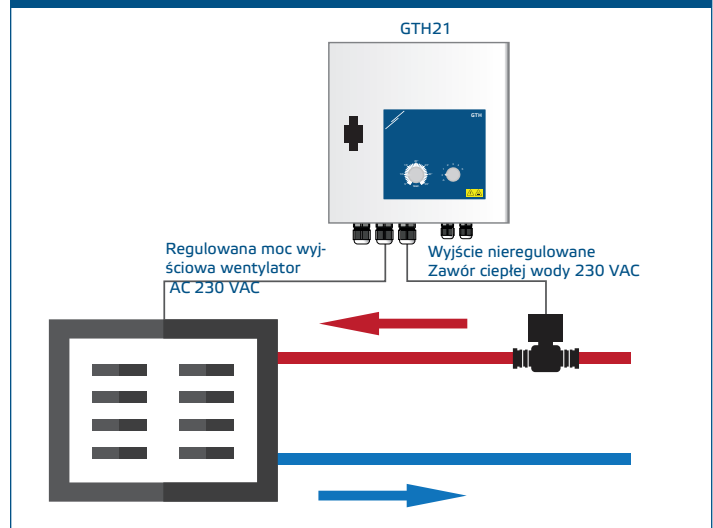 GTH21
GTH
Regulowana moc wyj-
ściowa wentylator
AC 230 VAC
Wyjście nieregulowane
Zawór ciepłej wody 230 VAC